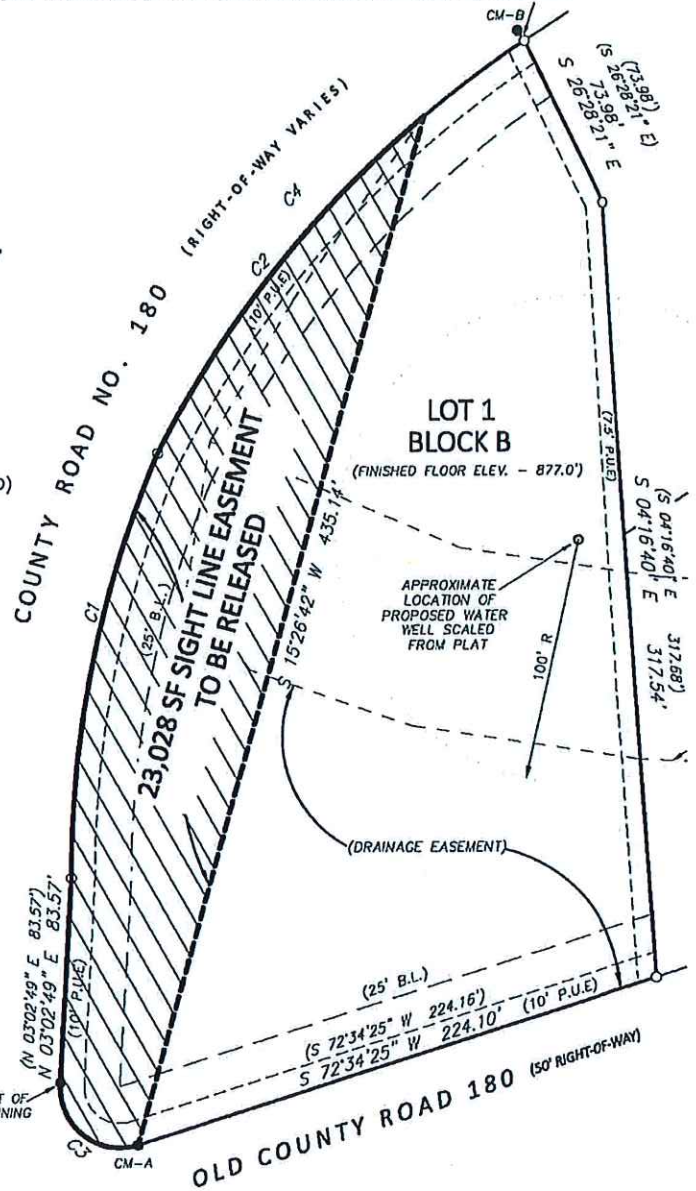 CM-B
(73.98')
(S 26°28'21" E)
73.98'
S 26°28'21" E
(RIGHT-OF-WAY VARIES)
C4
C2
(10' P.U.E)
COUNTY ROAD NO. 180
LOT 1
BLOCK B
(FINISHED FLOOR ELEV. - 877.0')
(7.5' P.U.E)
(S 04°16'40" E 317.68')
S 04°16'40" E 317.54'
23,028 SF SIGHT LINE EASEMENT
TO BE RELEASED
S 15°26'42" W 435.14'
APPROXIMATE
LOCATION OF
PROPOSED WATER
WELL SCALED
FROM PLAT
100' R
C1
(25' B.L.)
(DRAINAGE EASEMENT)
(N 03°02'49" E 83.57')
N 03°02'49" E 83.57'
(10' P.U.E)
(25' B.L.)
(S 72°34'25" W 224.16')
S 72°34'25" W 224.10'
(10' P.U.E)
OLD COUNTY ROAD 180 (50' RIGHT-OF-WAY)
C3
CM-A